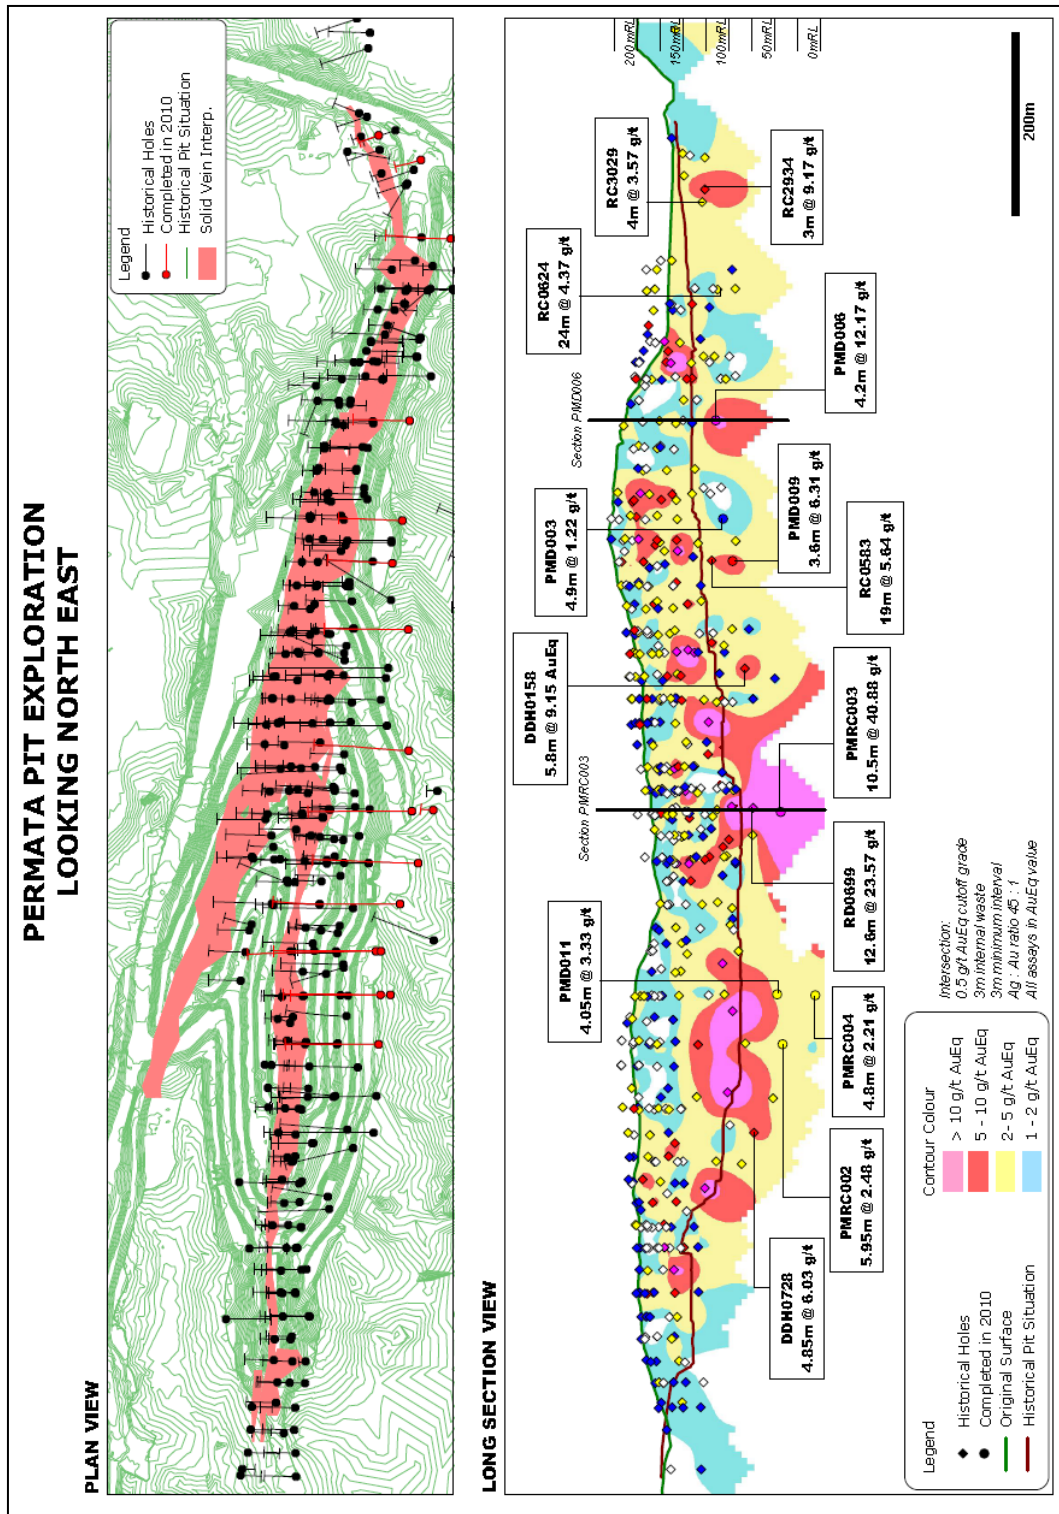 PERMATA PIT EXPLORATION
LOOKING NORTH EAST
PLAN VIEW
Legend
Historical Holes
Completed in 2010
Historical Pit Situation
Solid Vein Interp.
LONG SECTION VIEW
200mRL
150mRL
100mRL
50mRL
0mRL
RC3029
4m @ 3.57 g/t
RC0624
24m @ 4.37 g/t
Section PMD006
PMD003
4.9m @ 1.22 g/t
DDH0158
5.8m @ 9.15 AuEq
Section PMRC003
PMD011
4.05m @ 3.33 g/t
RC2934
3m @ 9.17 g/t
PMD006
4.2m @ 12.17 g/t
PMD009
3.6m @ 6.31 g/t
RC0583
19m @ 5.64 g/t
PMRC003
10.5m @ 40.88 g/t
RD0699
12.6m @ 23.57 g/t
PMRC004
4.8m @ 2.21 g/t
PMRC002
5.95m @ 2.48 g/t
DDH0728
4.85m @ 6.03 g/t
200m
Legend
Historical Holes
Completed in 2010
Original Surface
Historical Pit Situation
Contour Colour
> 10 g/t AuEq
5 - 10 g/t AuEq
2- 5 g/t AuEq
1 - 2 g/t AuEq
Intersection:
0.5 g/t AuEq cutoff grade
3m internal waste
3m minimum interval
Ag : Au ratio 45 : 1
All assays in AuEq value